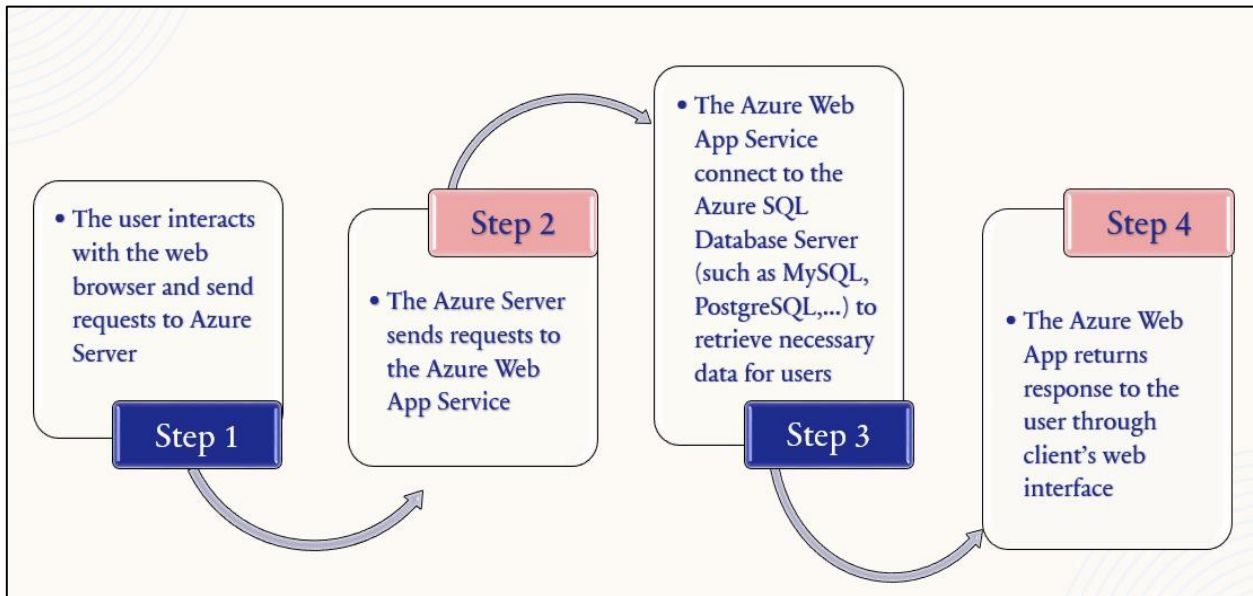 • The user interacts
with the web
browser and send
requests to Azure
Server
Step 1
Step 2
• The Azure Server
sends requests to
the Azure Web
App Service
• The Azure Web
App Service
connect to the
Azure SQL
Database Server
(such as MySQL,
PostgreSQL,...) to
retrieve necessary
data for users
Step 3
Step 4
• The Azure Web
App returns
response to the
user through
client’s web
interface